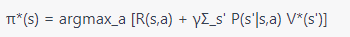 π*(s) = argmax_a [R(s,a) + γΣ_s' P(s'|s,a) V*(s')]